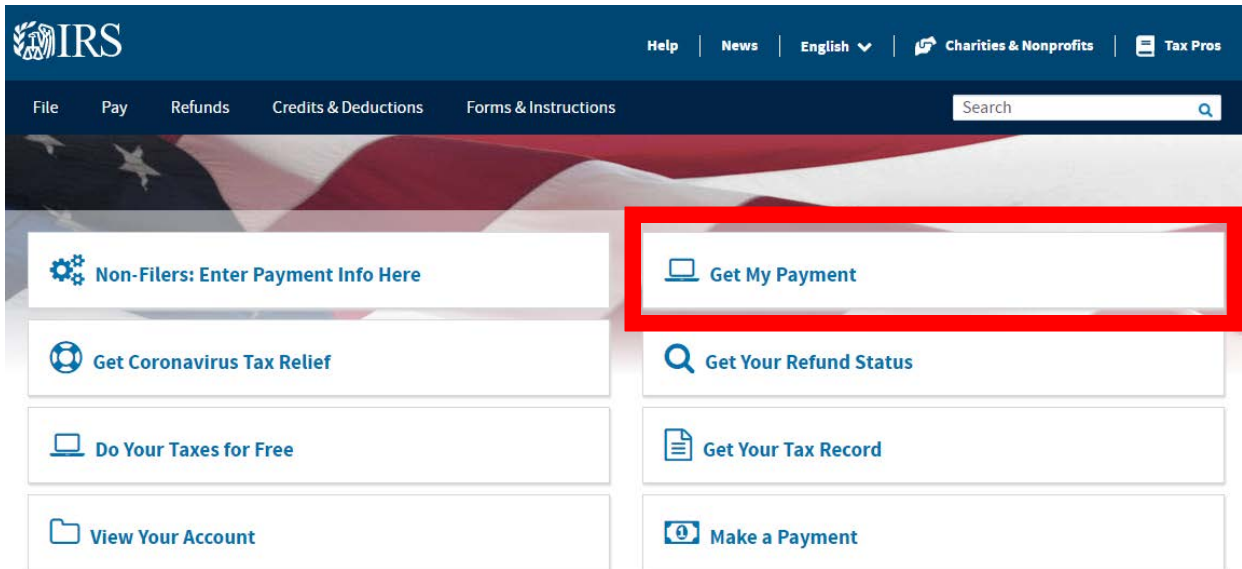 IRS
Help News English Charities & Nonprofits Tax Pros
File Pay Refunds Credits & Deductions Forms & Instructions Search
Non-Filers: Enter Payment Info Here
Get My Payment
Get Coronavirus Tax Relief
Get Your Refund Status
Do Your Taxes for Free
Get Your Tax Record
View Your Account
Make a Payment